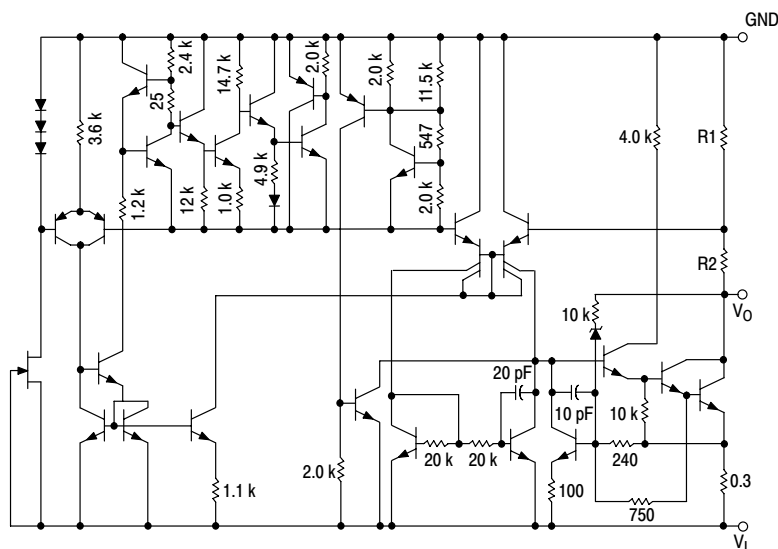 GND
2.4 k
14.7 k
2.0 k
2.0 k
11.5 k
25
3.6 k
547
4.0 k
R1
4.9 k
1.2 k
12 k
1.0 k
2.0 k
R2
10 k
VO
20 pF
10 pF
10 k
20 k
20 k
240
2.0 k
1.1 k
100
0.3
750
VI